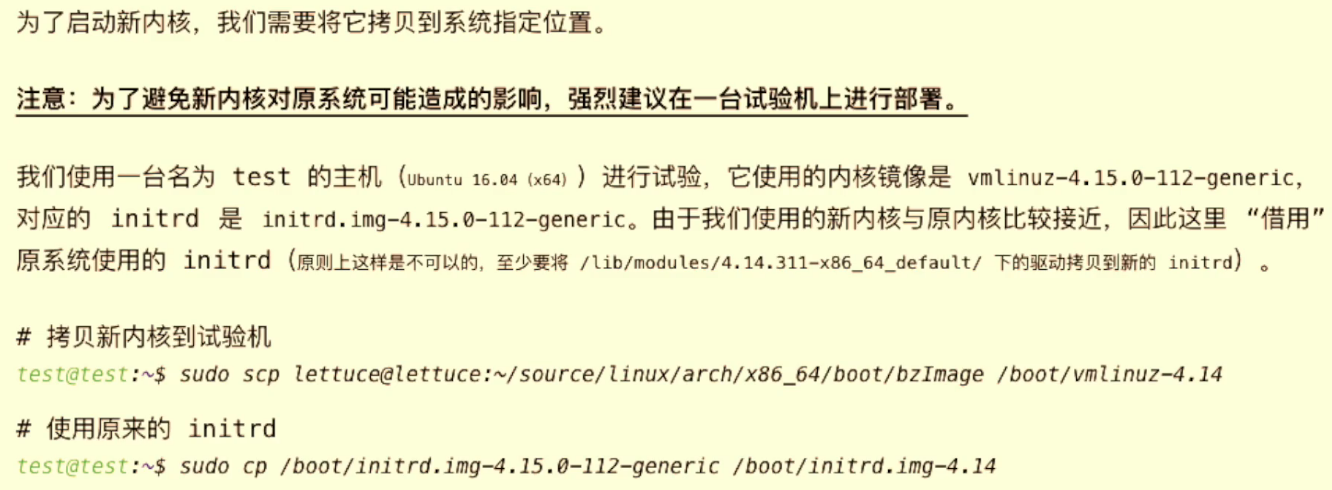 为了启动新内核，我们需要将它拷贝到系统指定位置。
注意：为了避免新内核对原系统可能造成的影响，强烈建议在一台试验机上进行部署。
我们使用一台名为 test 的主机（Ubuntu 16.04 (x64)）进行试验，它使用的内核镜像是 vmlinuz-4.15.0-112-generic，
对应的 initrd 是 initrd.img-4.15.0-112-generic。由于我们使用的新内核与原内核比较接近，因此这里 “借用”
原系统使用的 initrd（原则上这样是不可以的，至少要将 /lib/modules/4.14.311-x86_64_default/ 下的驱动拷贝到新的 initrd）。
# 拷贝新内核到试验机
test@test:~$ sudo scp lettuce@lettuce:~/source/linux/arch/x86_64/boot/bzImage /boot/vmlinuz-4.14
# 使用原来的 initrd
test@test:~$ sudo cp /boot/initrd.img-4.15.0-112-generic /boot/initrd.img-4.14